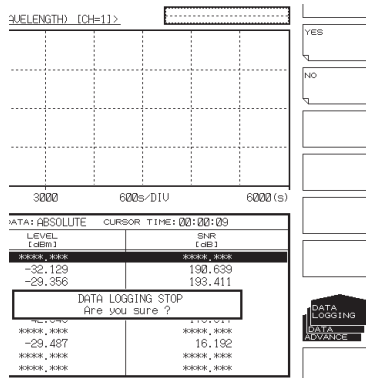 AVELENGTH) [CH=1]>
YES
NO
3000 600s/DIV 6000(s)
DATA: ABSOLUTE CURSOR TIME: 00:00:09
LEVEL SNR
[dBm] [dB]
****.*** ****.***
-32.129 190.639
-29.356 193.411
DATA LOGGING STOP
Are you sure ?
****.*** ****.***
-29.487 16.192
****.*** ****.***
****.*** ****.***
DATA
LOGGING
DATA
ADVANCE